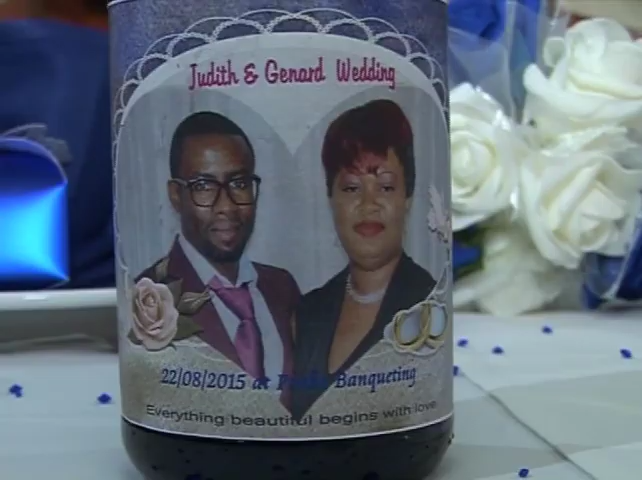 Judith & Genard Wedding
22/08/2015 at Banqueting
Everything beautiful begins with love